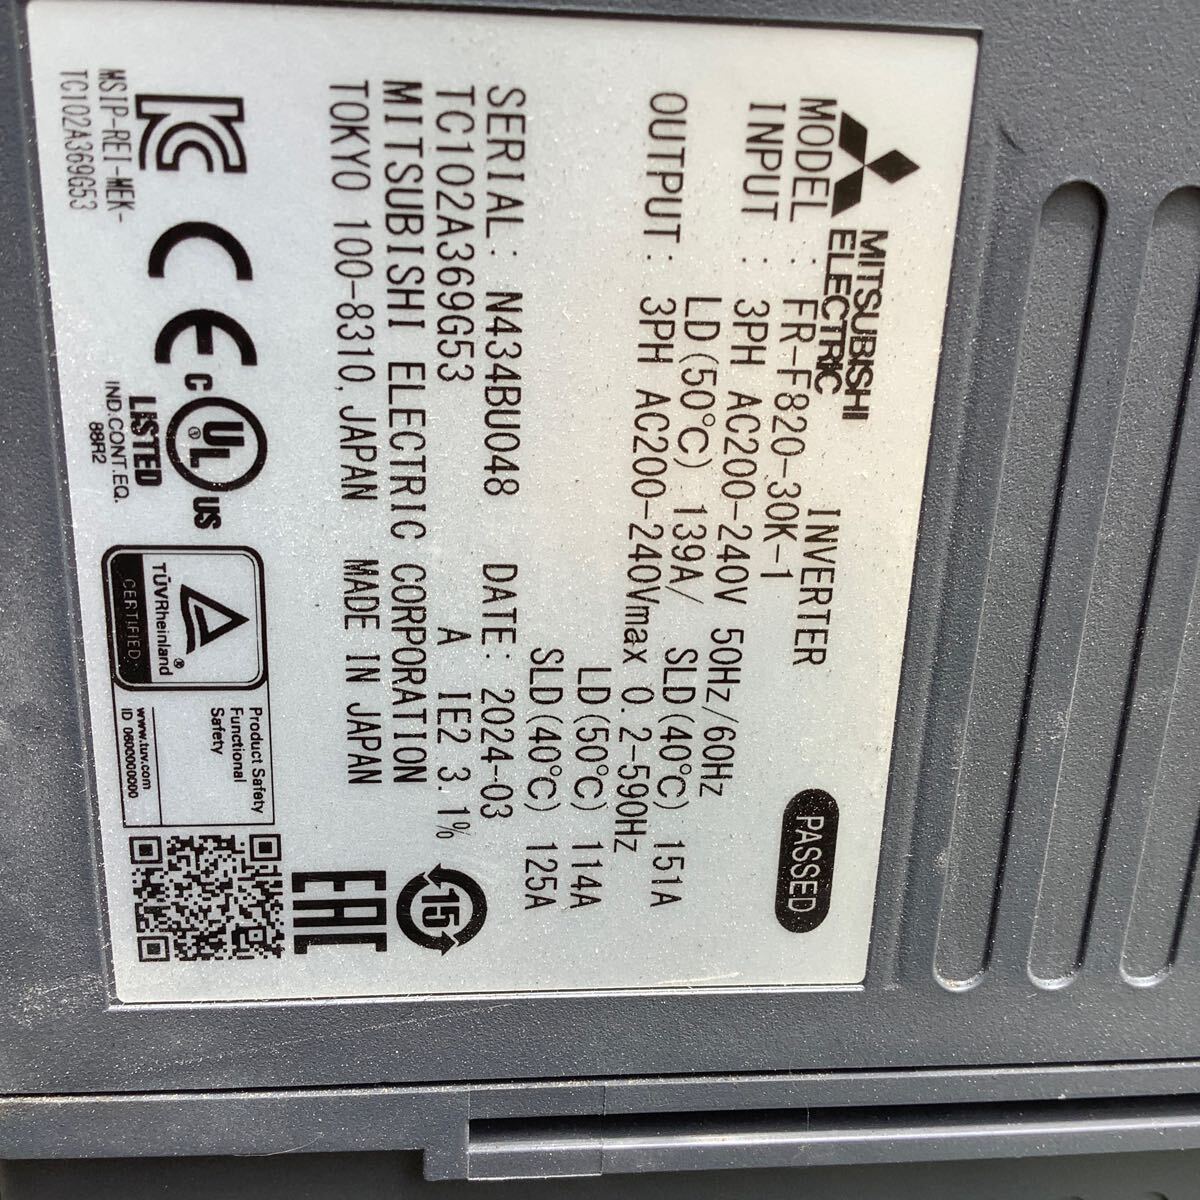 MITSUBISHI
ELECTRIC
INVERTER
PASSED
MODEL : FR-F820-30K-1
INPUT : 3PH AC200-240V 50Hz/60Hz
LD(50℃) 139A/ SLD(40℃) 151A
OUTPUT: 3PH AC200-240Vmax 0.2-590Hz
LD(50℃) 114A
SLD(40℃) 125A
SERIAL: N434BU048 DATE: 2024-03
TC102A369G53 A IE2 3.1%
MITSUBISHI ELECTRIC CORPORATION
TOKYO 100-8310, JAPAN MADE IN JAPAN
15
EAC
MSIP-REI-MEK-
TC102A369G53
CE
C UL US
®
LISTED
IND.CONT.EQ.
88R2
TÜVRheinland
®
CERTIFIED
Product Safety
Functional
Safety
www.tuv.com
ID 0600000000